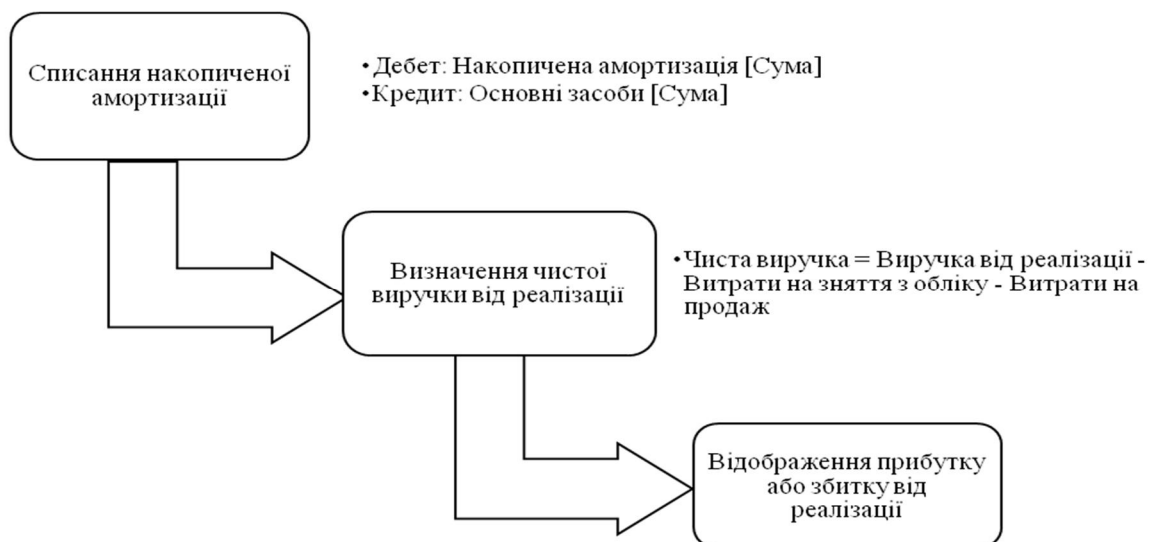 Списання накопиченої
амортизації
• Дебет: Накопичена амортизація [Сума]
• Кредит: Основні засоби [Сума]
Визначення чистої
виручки від реалізації
• Чиста виручка = Виручка від реалізації -
Витрати на зняття з обліку - Витрати на
продаж
Відображення прибутку
або збитку від
реалізації